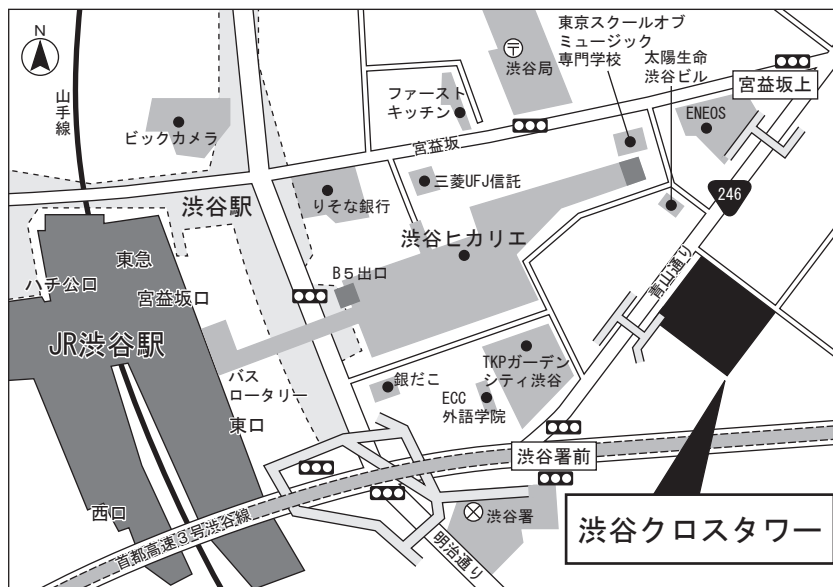 N
山手線
ビックカメラ
ファースト
キッチン
渋谷局
東京スクールオブ
ミュージック
専門学校
太陽生命
渋谷ビル
宮益坂上
ENEOS
宮益坂
三菱UFJ信託
りそな銀行
渋谷駅
246
渋谷ヒカリエ
B5出口
青山通り
東急
ハチ公口
宮益坂口
JR渋谷駅
バス
ロータリー
東口
銀だこ
TKPガーデン
シティ渋谷
ECC
外語学院
渋谷署前
西口
首都高速3号渋谷線
渋谷署
明治通り
渋谷クロスタワー